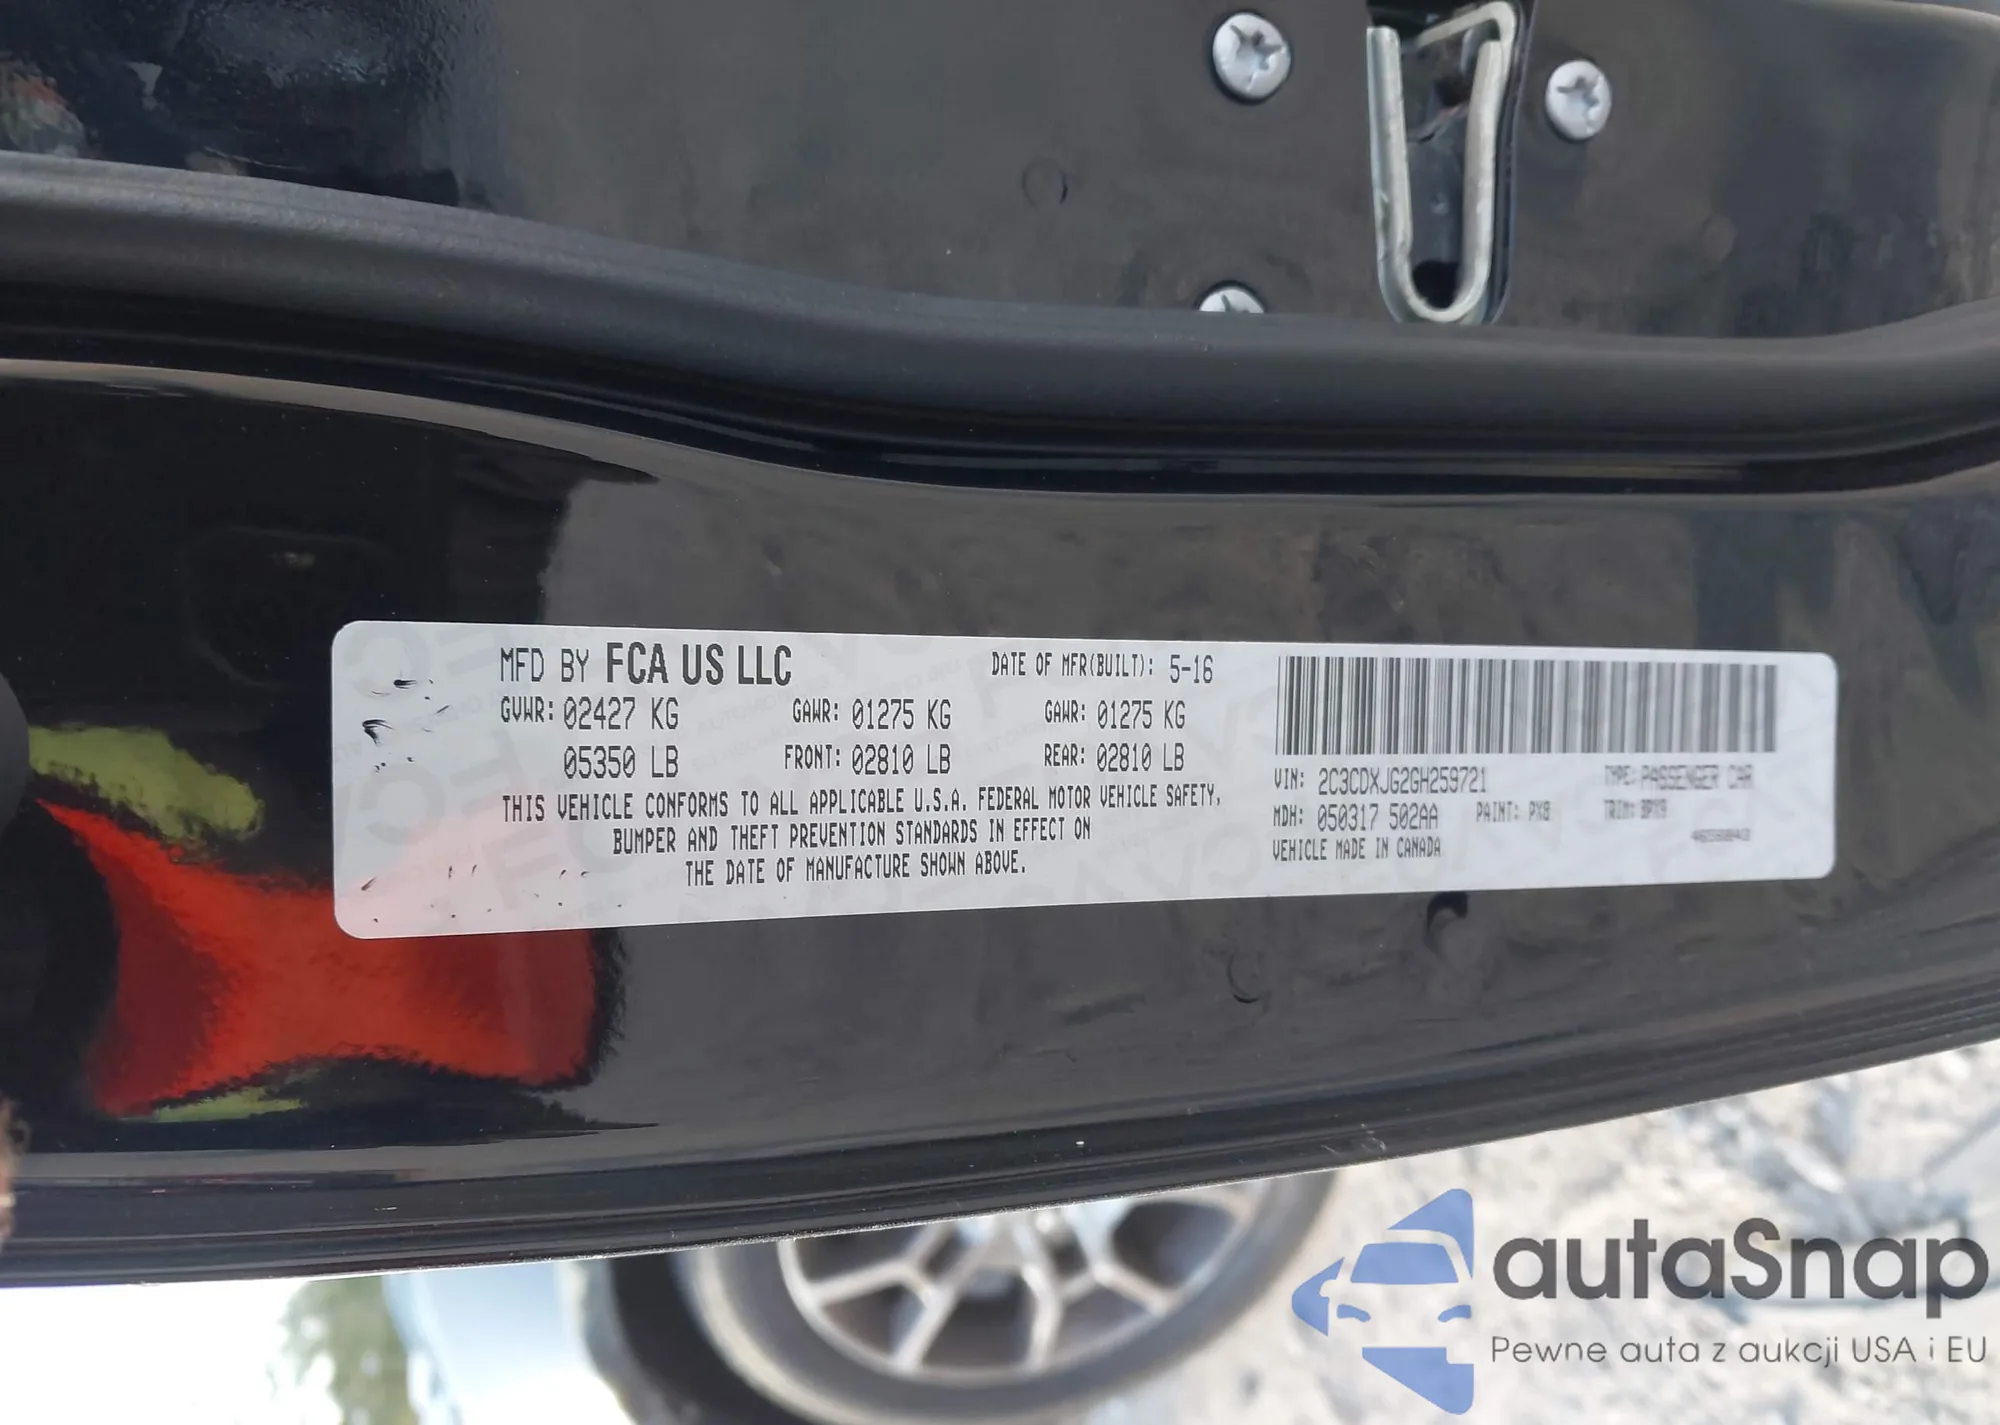 MFD BY FCA US LLC
DATE OF MFR(BUILT): 5-16
GVWR: 02427 KG
GAWR: 01275 KG
GAWR: 01275 KG
05350 LB
FRONT: 02810 LB
REAR: 02810 LB
THIS VEHICLE CONFORMS TO ALL APPLICABLE U.S.A. FEDERAL MOTOR VEHICLE SAFETY,
BUMPER AND THEFT PREVENTION STANDARDS IN EFFECT ON
THE DATE OF MANUFACTURE SHOWN ABOVE.
VIN: 2C3CDXJG2GH259721
TYPE: PASSENGER CAR
MDH: 050317 502AA
PAINT: PX8
TRIM:
VEHICLE MADE IN CANADA
autaSnap
Pewne auta z aukcji USA i EU